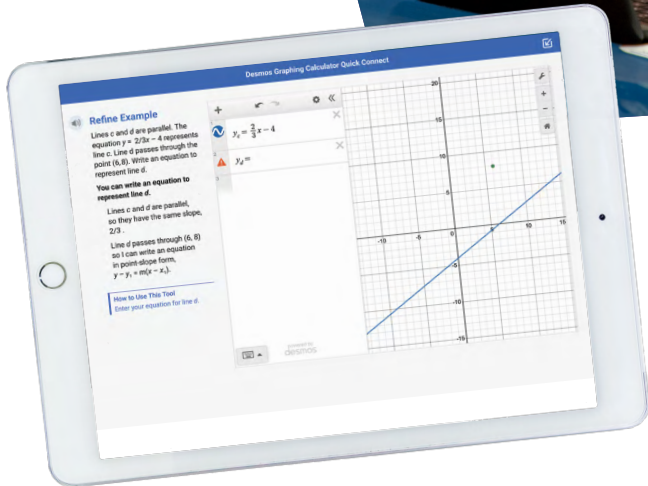 Desmos Graphing Calculator Quick Connect
Refine Example
Lines c and d are parallel. The
equation y = 2/3x – 4 represents
line c. Line d passes through the
point (6,8). Write an equation to
represent line d.
You can write an equation to
represent line d.
Lines c and d are parallel,
so they have the same slope,
2/3 .
Line d passes through (6, 8)
so I can write an equation
in point-slope form,
y – y₁ = m(x – x₁).
How to Use This Tool
Enter your equation for line d.
y_c = 2/3 x – 4
y_d =
powered by
desmos
20
15
10
5
-10 -5 0 10 15
-10
-15